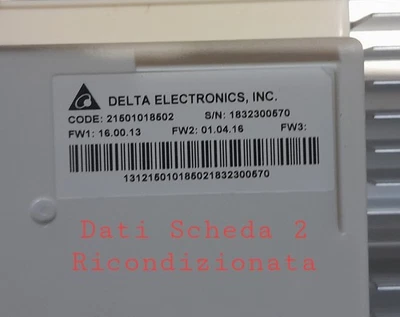 DELTA ELECTRONICS, INC.
CODE: 21501018502 S/N: 1832300570
FW1: 16.00.13 FW2: 01.04.16 FW3:
131215010185021832300570
Dati Scheda 2
Ricondizionata